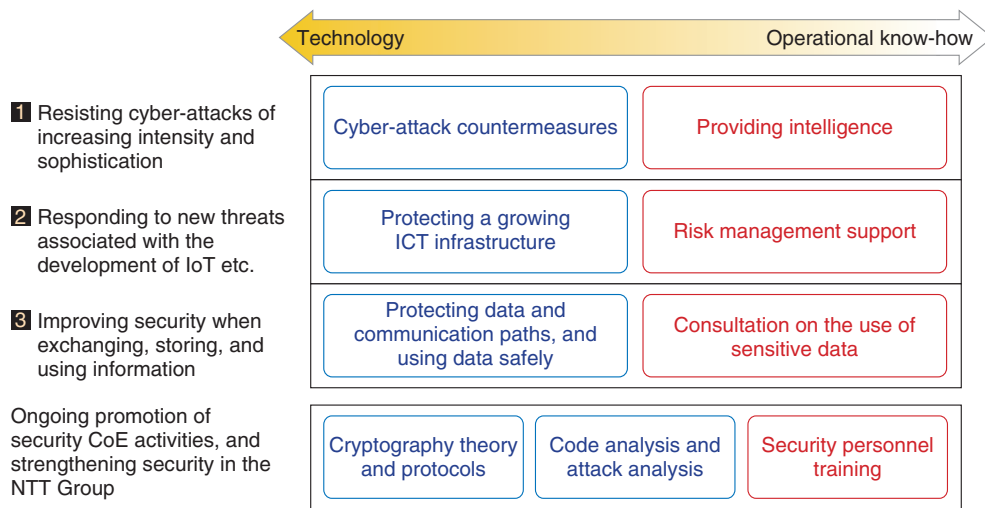 Technology
Operational know-how
1 Resisting cyber-attacks of
increasing intensity and
sophistication
Cyber-attack countermeasures
Providing intelligence
2 Responding to new threats
associated with the
development of IoT etc.
Protecting a growing
ICT infrastructure
Risk management support
3 Improving security when
exchanging, storing, and
using information
Protecting data and
communication paths, and
using data safely
Consultation on the use of
sensitive data
Ongoing promotion of
security CoE activities, and
strengthening security in the
NTT Group
Cryptography theory
and protocols
Code analysis and
attack analysis
Security personnel
training